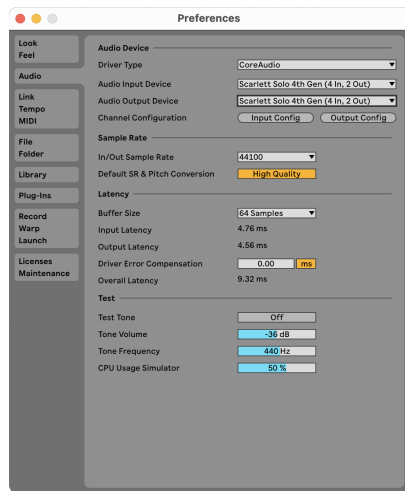 Preferences
Look
Feel
Audio
Link
Tempo
MIDI
File
Folder
Library
Plug-Ins
Record
Warp
Launch
Licenses
Maintenance
Audio Device
Driver Type CoreAudio
Audio Input Device Scarlett Solo 4th Gen (4 In, 2 Out)
Audio Output Device Scarlett Solo 4th Gen (4 In, 2 Out)
Channel Configuration Input Config Output Config
Sample Rate
In/Out Sample Rate 44100
Default SR & Pitch Conversion High Quality
Latency
Buffer Size 64 Samples
Input Latency 4.76 ms
Output Latency 4.56 ms
Driver Error Compensation 0.00 ms
Overall Latency 9.32 ms
Test
Test Tone Off
Tone Volume -36 dB
Tone Frequency 440 Hz
CPU Usage Simulator 50 %